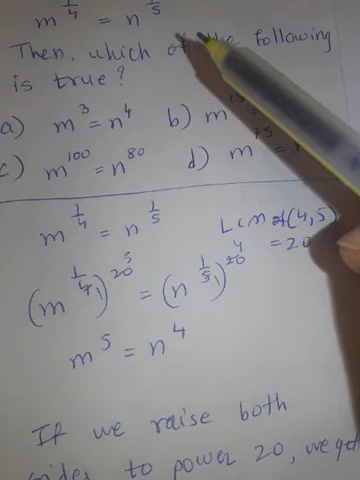 m^{1/4} = n^{1/5}
Then, which of the following
is true?
a) m^3 = n^4 b) m
c) m^{100} = n^{80} d) m^{75} =
m^{1/4} = n^{1/5} LCM of (4,5)
= 20
(m^{1/4})^{20} = (n^{1/5})^{20}
m^5 = n^4
If we raise both
sides to power 20, we get